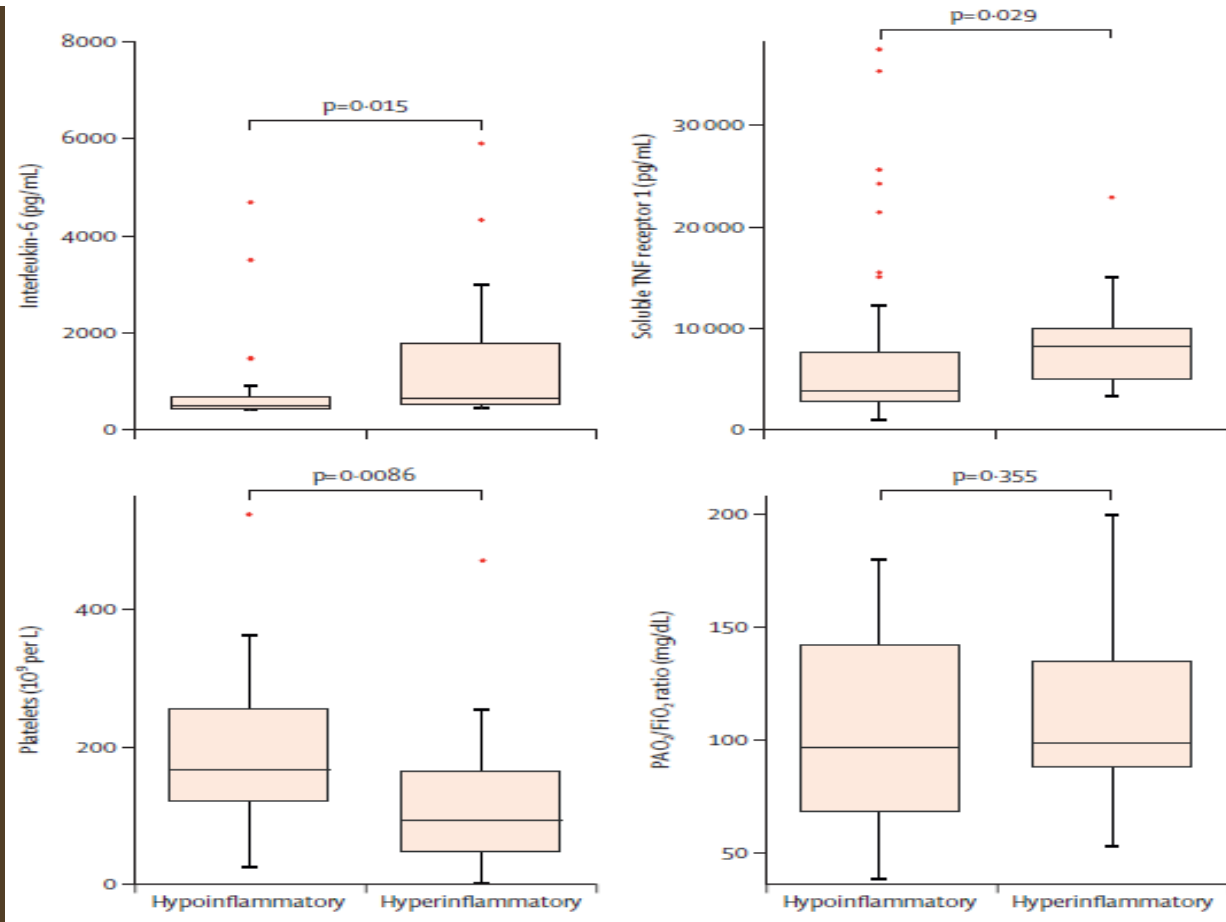 p=0·015
Interleukin-6 (pg/mL)
8000
6000
4000
2000
0
p=0·029
Soluble TNF receptor 1 (pg/mL)
30 000
20 000
10 000
0
p=0·0086
Platelets (10⁹ per L)
400
200
0
Hypoinflammatory Hyperinflammatory
p=0·355
PAO₂/FiO₂ ratio (mg/dL)
200
150
100
50
Hypoinflammatory Hyperinflammatory